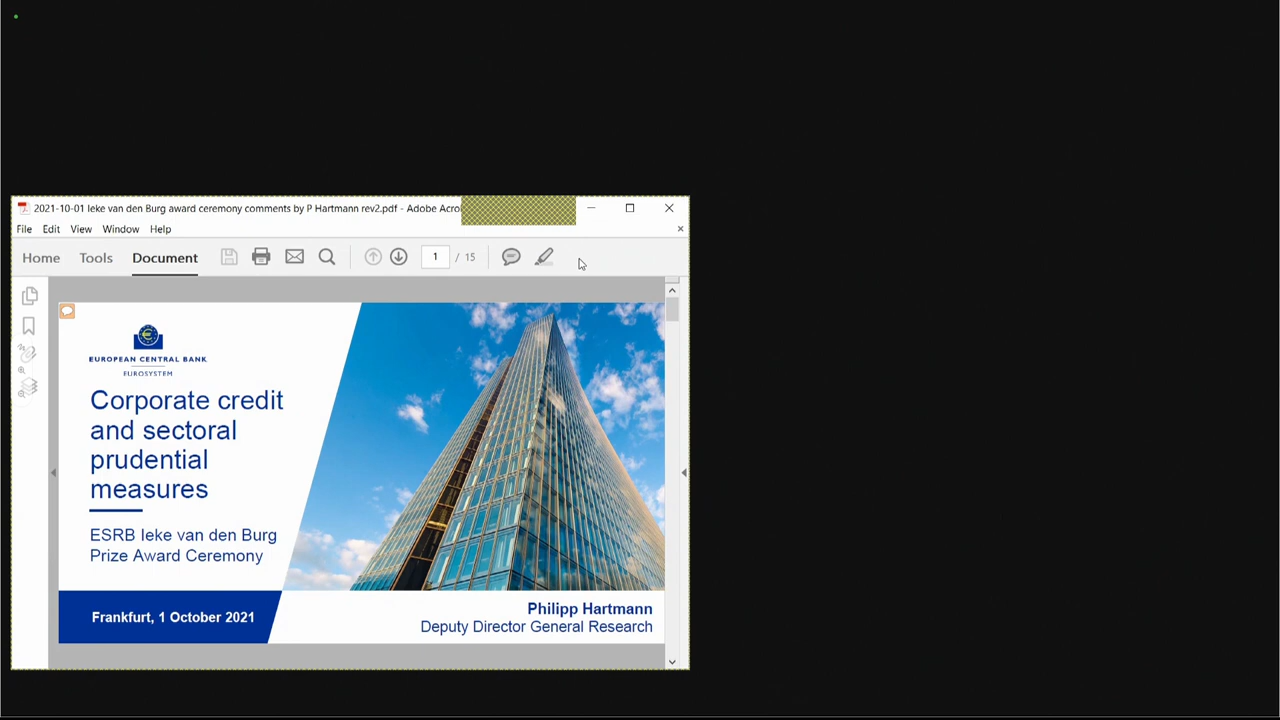 2021-10-01 Ieke van den Burg award ceremony comments by P Hartmann rev2.pdf - Adobe Acro
File Edit View Window Help
Home Tools Document 1 / 15
EUROPEAN CENTRAL BANK
EUROSYSTEM
Corporate credit
and sectoral
prudential
measures
ESRB Ieke van den Burg
Prize Award Ceremony
Frankfurt, 1 October 2021
Philipp Hartmann
Deputy Director General Research